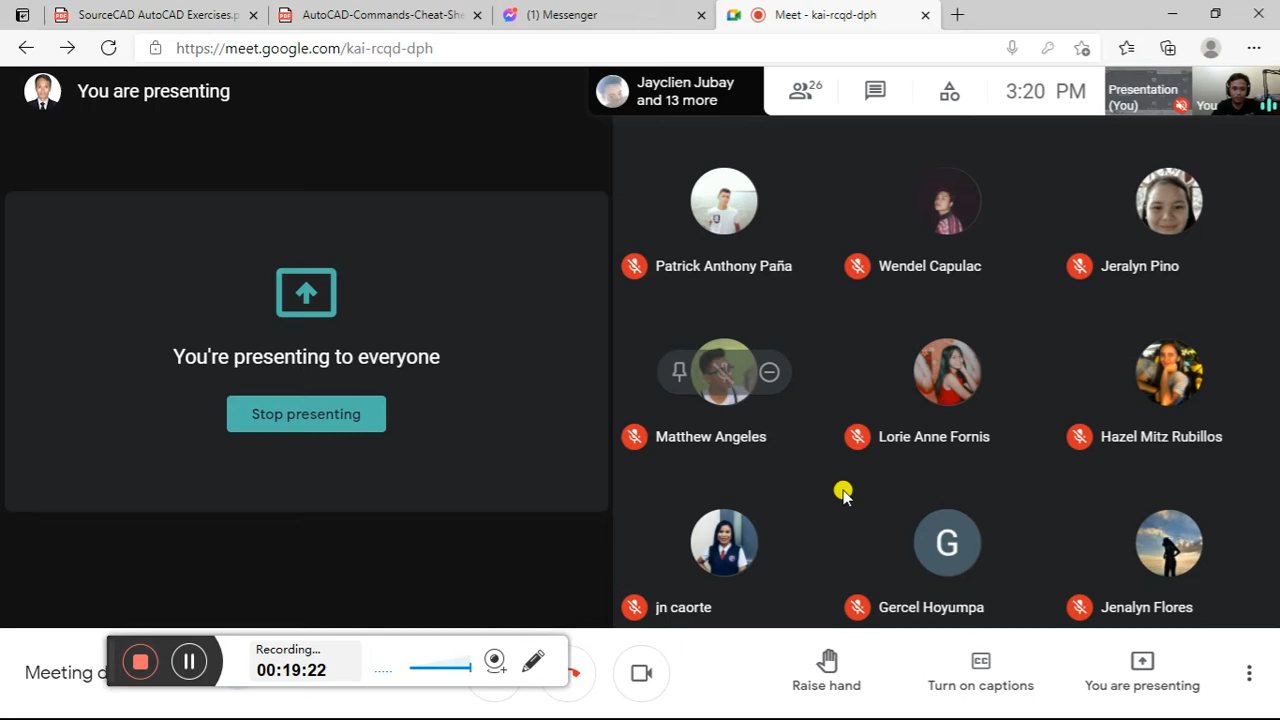 SourceCAD AutoCAD Exercises.p
AutoCAD-Commands-Cheat-She
(1) Messenger
Meet - kai-rcqd-dph
https://meet.google.com/kai-rcqd-dph
You are presenting
Jayclien Jubay
and 13 more
26
3:20 PM
Presentation
(You)
You
Patrick Anthony Paña
Wendel Capulac
Jeralyn Pino
You're presenting to everyone
Stop presenting
Matthew Angeles
Lorie Anne Fornis
Hazel Mitz Rubillos
G
jn caorte
Gercel Hoyumpa
Jenalyn Flores
Meeting d
Recording...
00:19:22
Raise hand
CC
Turn on captions
You are presenting